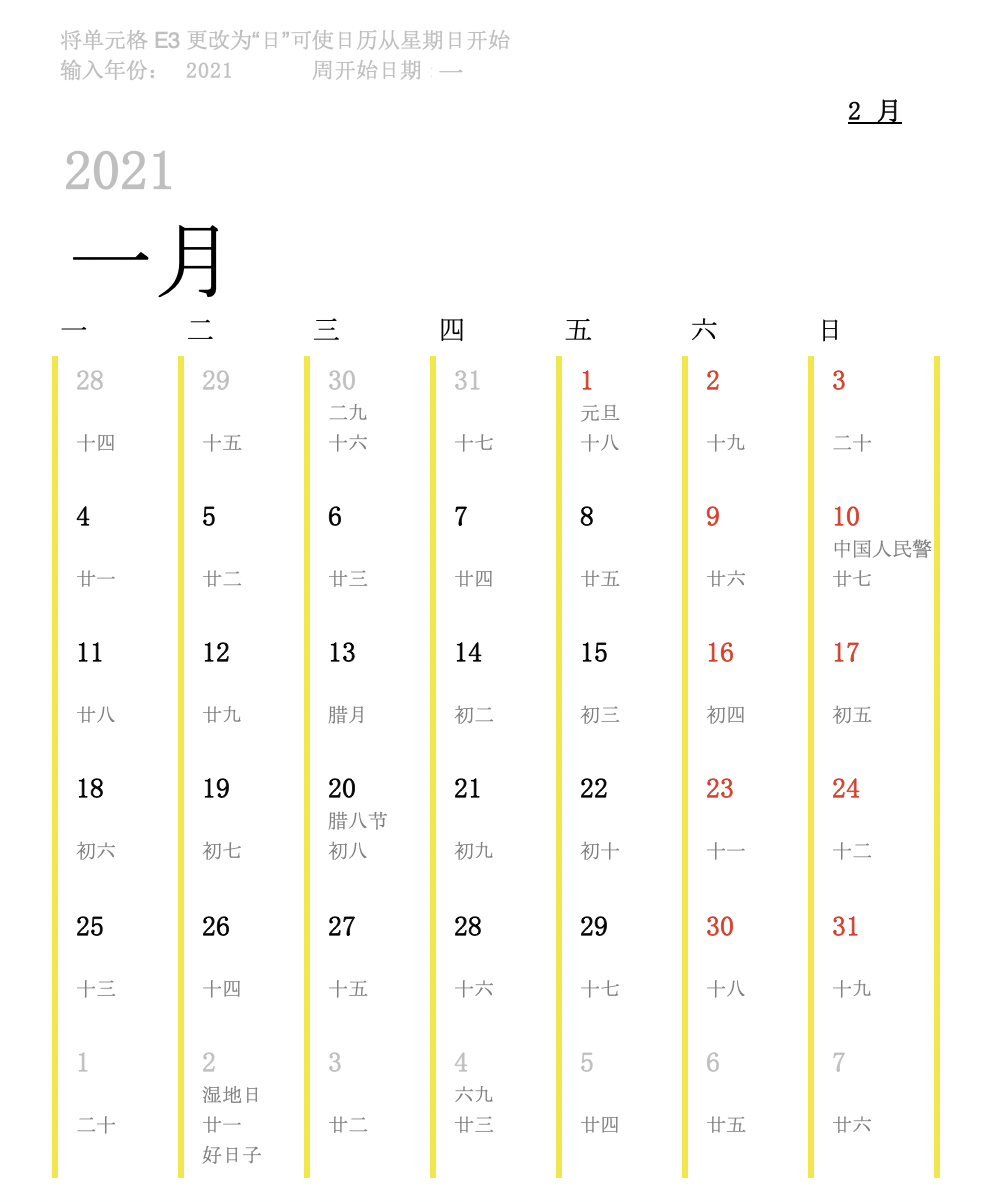 将单元格 E3 更改为“日”可使日历从星期日开始
输入年份： 2021 周开始日期 : 一
2 月
2021
一月
一 二 三 四 五 六 日
28 29 30 31 1 2 3
二九 元旦
十四 十五 十六 十七 十八 十九 二十
4 5 6 7 8 9 10
中国人民警
廿一 廿二 廿三 廿四 廿五 廿六 廿七
11 12 13 14 15 16 17
廿八 廿九 腊月 初二 初三 初四 初五
18 19 20 21 22 23 24
腊八节
初六 初七 初八 初九 初十 十一 十二
25 26 27 28 29 30 31
十三 十四 十五 十六 十七 十八 十九
1 2 3 4 5 6 7
湿地日 六九
二十 廿一 廿二 廿三 廿四 廿五 廿六
好日子